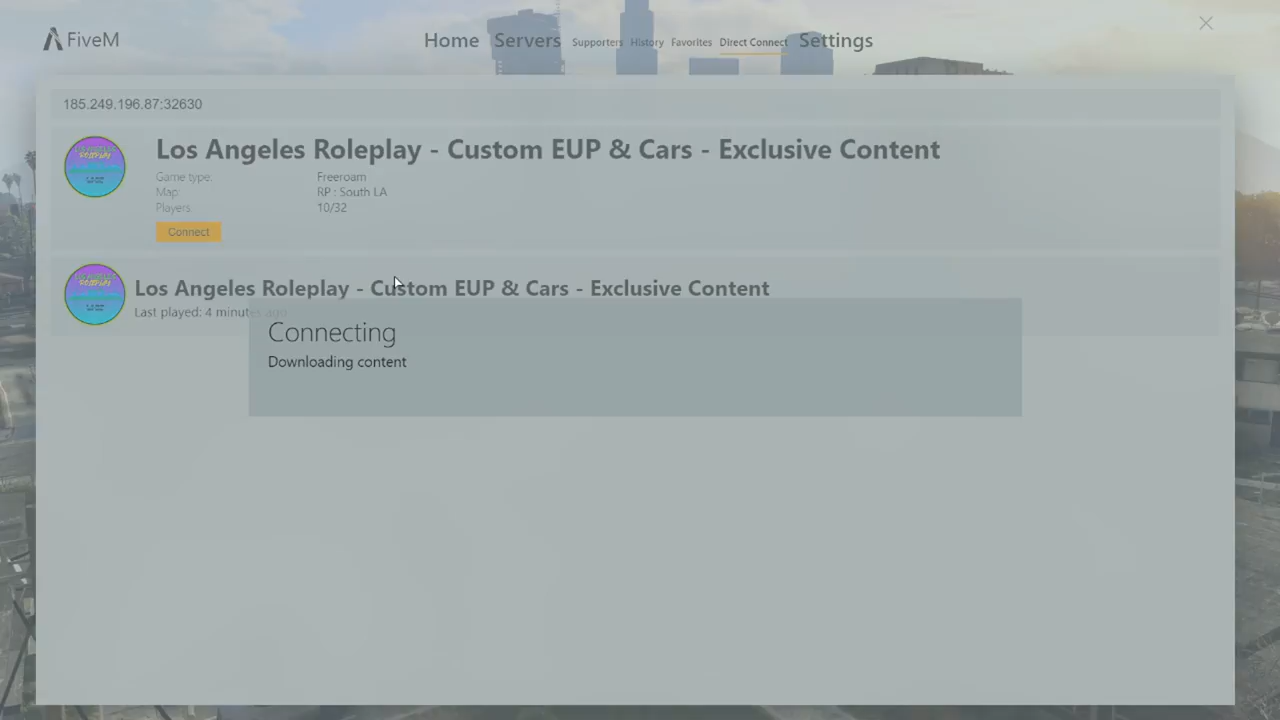 FiveM
Home Servers Supporters History Favorites Direct Connect Settings
185.249.196.87:32630
Los Angeles Roleplay - Custom EUP & Cars - Exclusive Content
Game type: Freeroam
Map: RP : South LA
Players: 10/32
Connect
Los Angeles Roleplay - Custom EUP & Cars - Exclusive Content
Last played: 4 minutes ago
Connecting
Downloading content